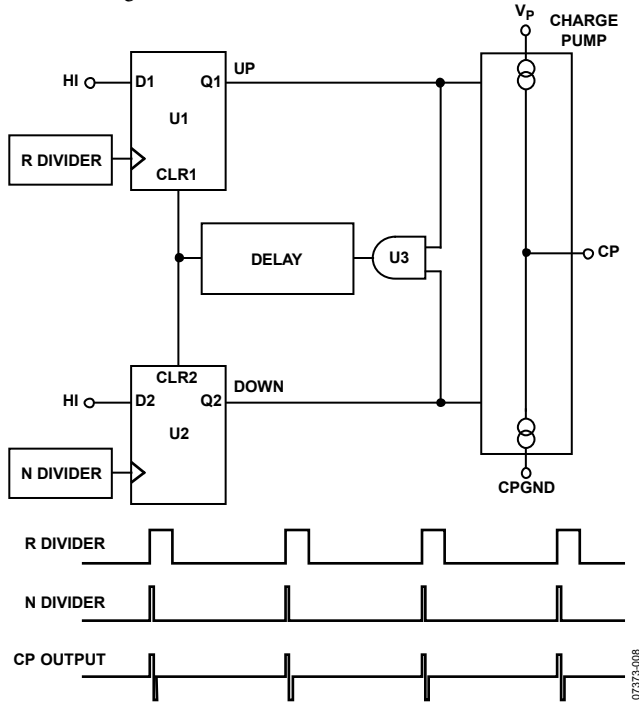 VP
CHARGE
PUMP
HI
D1
Q1
UP
U1
R DIVIDER
CLR1
DELAY
U3
CP
CLR2
HI
D2
Q2
DOWN
U2
N DIVIDER
CPGND
R DIVIDER
N DIVIDER
CP OUTPUT
07373-008